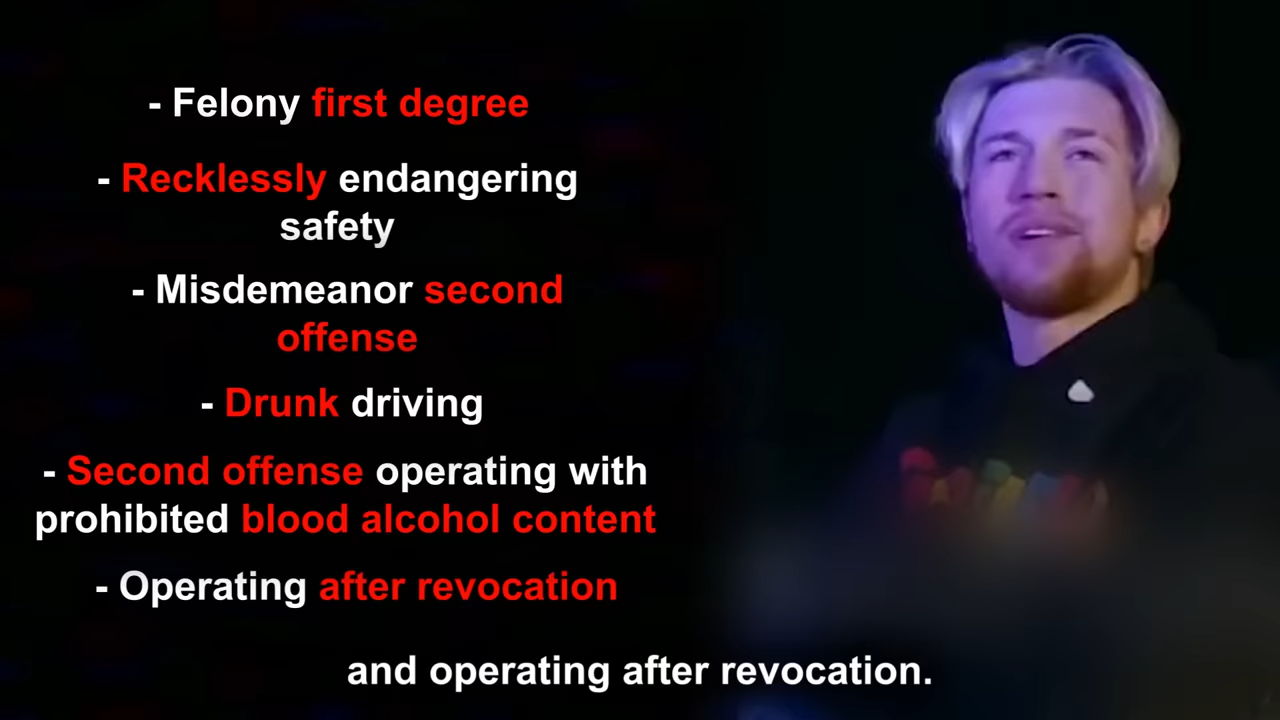 - Felony first degree
- Recklessly endangering
safety
- Misdemeanor second
offense
- Drunk driving
- Second offense operating with
prohibited blood alcohol content
- Operating after revocation
and operating after revocation.